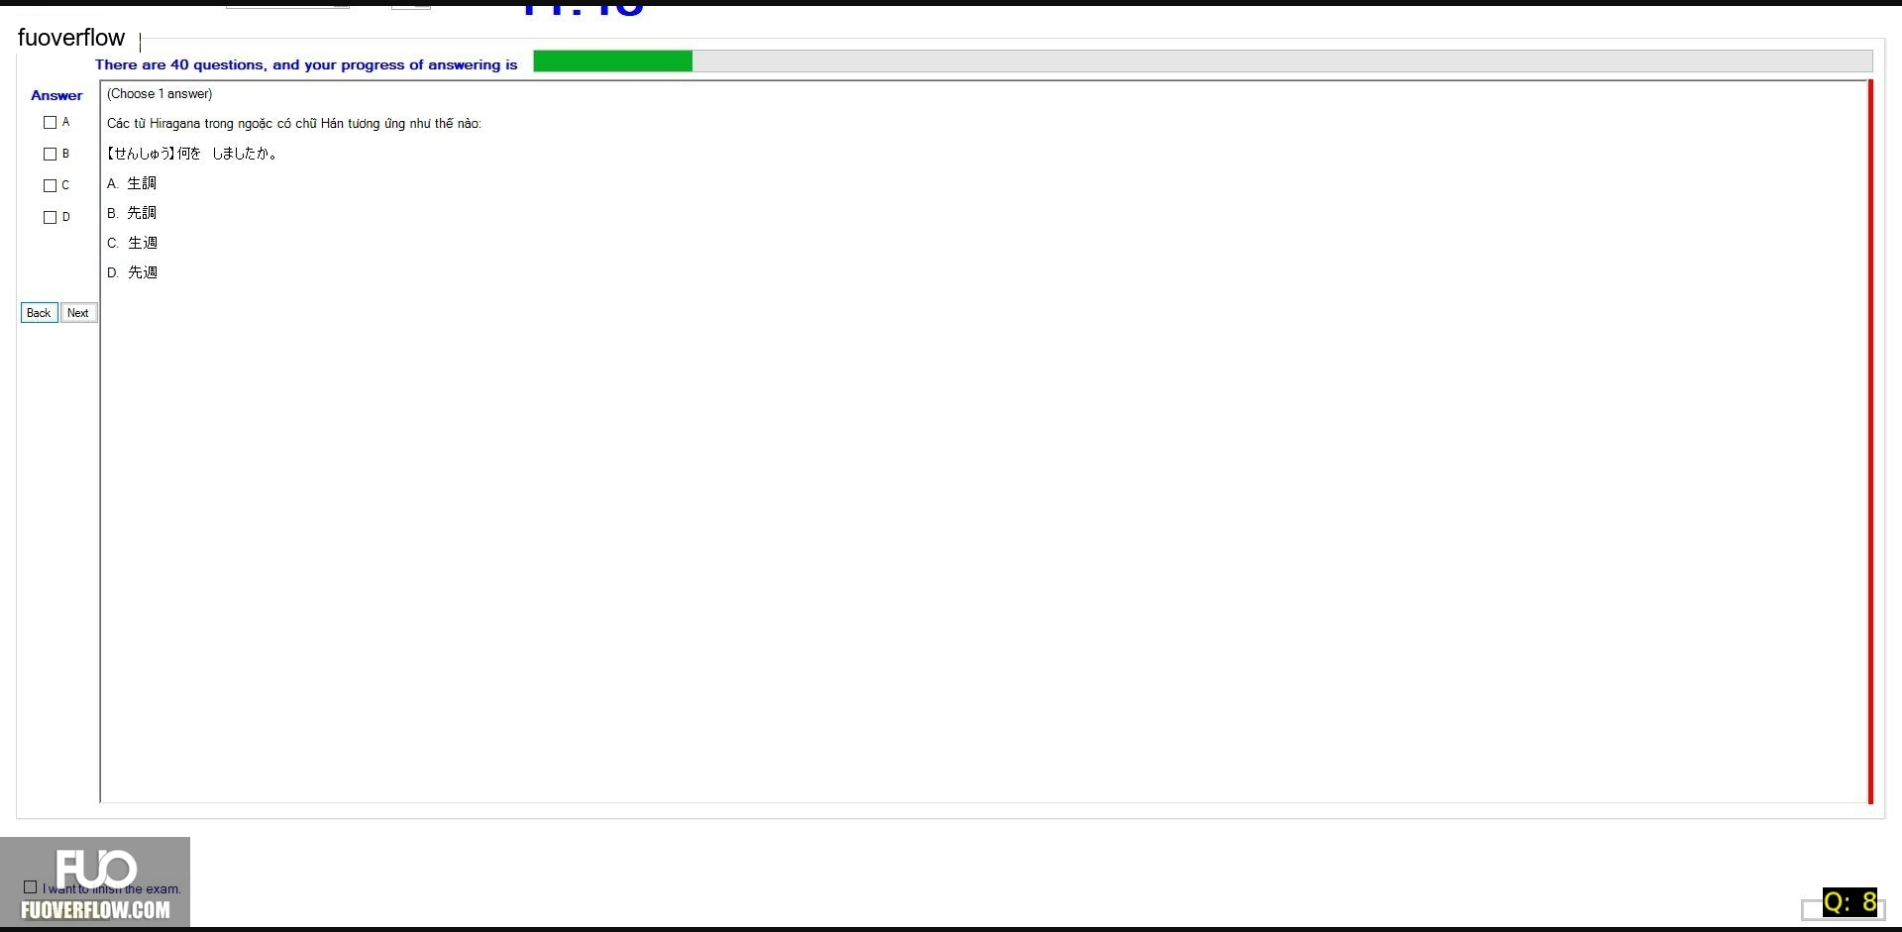 fuoverflow
There are 40 questions, and your progress of answering is
Answer
(Choose 1 answer)
A
Các từ Hiragana trong ngoặc có chữ Hán tương ứng như thế nào:
B
【せんしゅう】何を　しましたか。
C
A. 生調
D
B. 先調
C. 生週
D. 先週
Back Next
FUO
I want to finish the exam.
FUOVERFLOW.COM
Q: 8